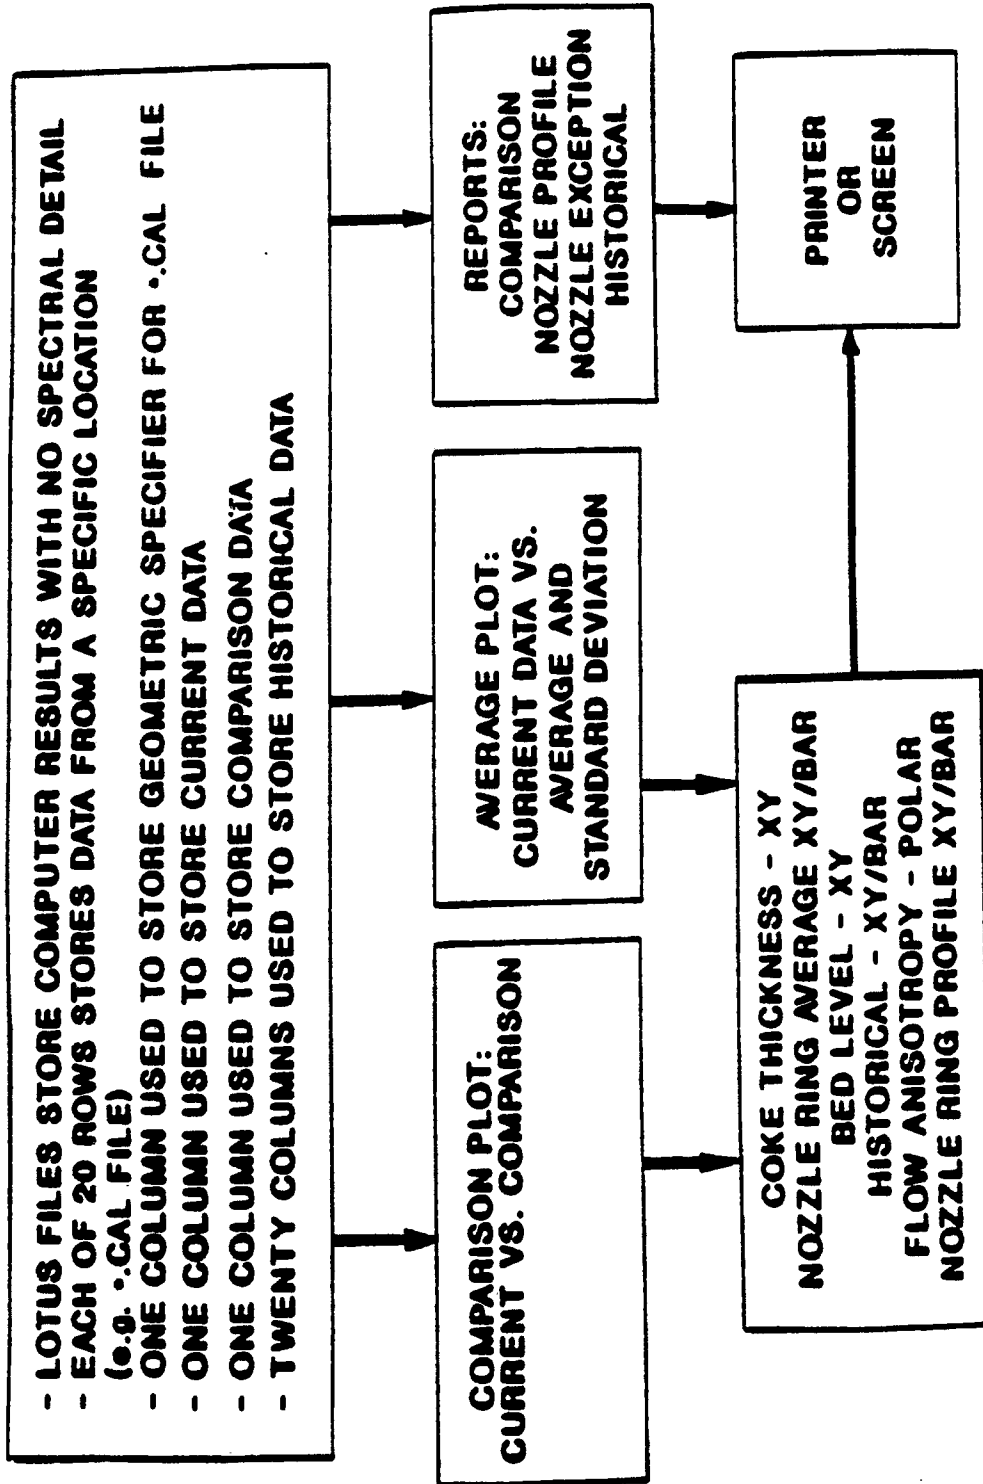 - LOTUS FILES STORE COMPUTER RESULTS WITH NO SPECTRAL DETAIL
- EACH OF 20 ROWS STORES DATA FROM A SPECIFIC LOCATION
(e.g. *.CAL FILE)
- ONE COLUMN USED TO STORE GEOMETRIC SPECIFIER FOR *.CAL FILE
- ONE COLUMN USED TO STORE CURRENT DATA
- ONE COLUMN USED TO STORE COMPARISON DATA
- TWENTY COLUMNS USED TO STORE HISTORICAL DATA
COMPARISON PLOT:
CURRENT VS. COMPARISON
AVERAGE PLOT:
CURRENT DATA VS.
AVERAGE AND
STANDARD DEVIATION
REPORTS:
COMPARISON
NOZZLE PROFILE
NOZZLE EXCEPTION
HISTORICAL
COKE THICKNESS - XY
NOZZLE RING AVERAGE XY/BAR
BED LEVEL - XY
HISTORICAL - XY/BAR
FLOW ANISOTROPY - POLAR
NOZZLE RING PROFILE XY/BAR
PRINTER
OR
SCREEN